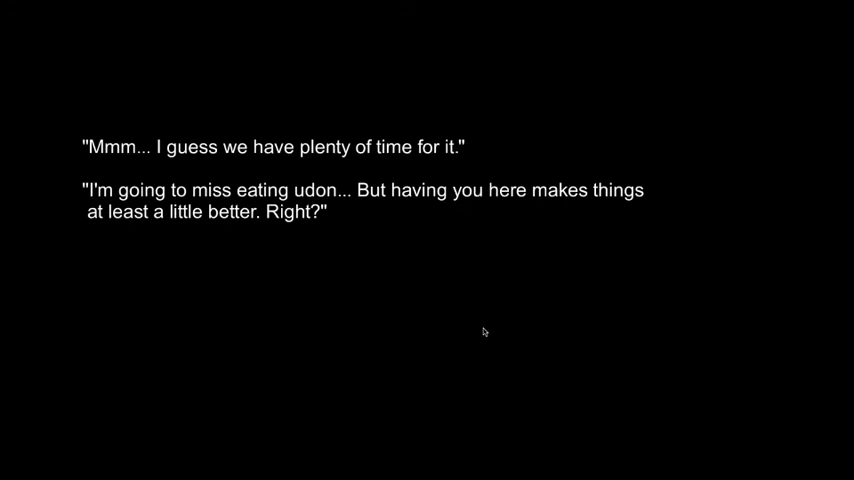 "Mmm... I guess we have plenty of time for it."
"I'm going to miss eating udon... But having you here makes things
at least a little better. Right?"